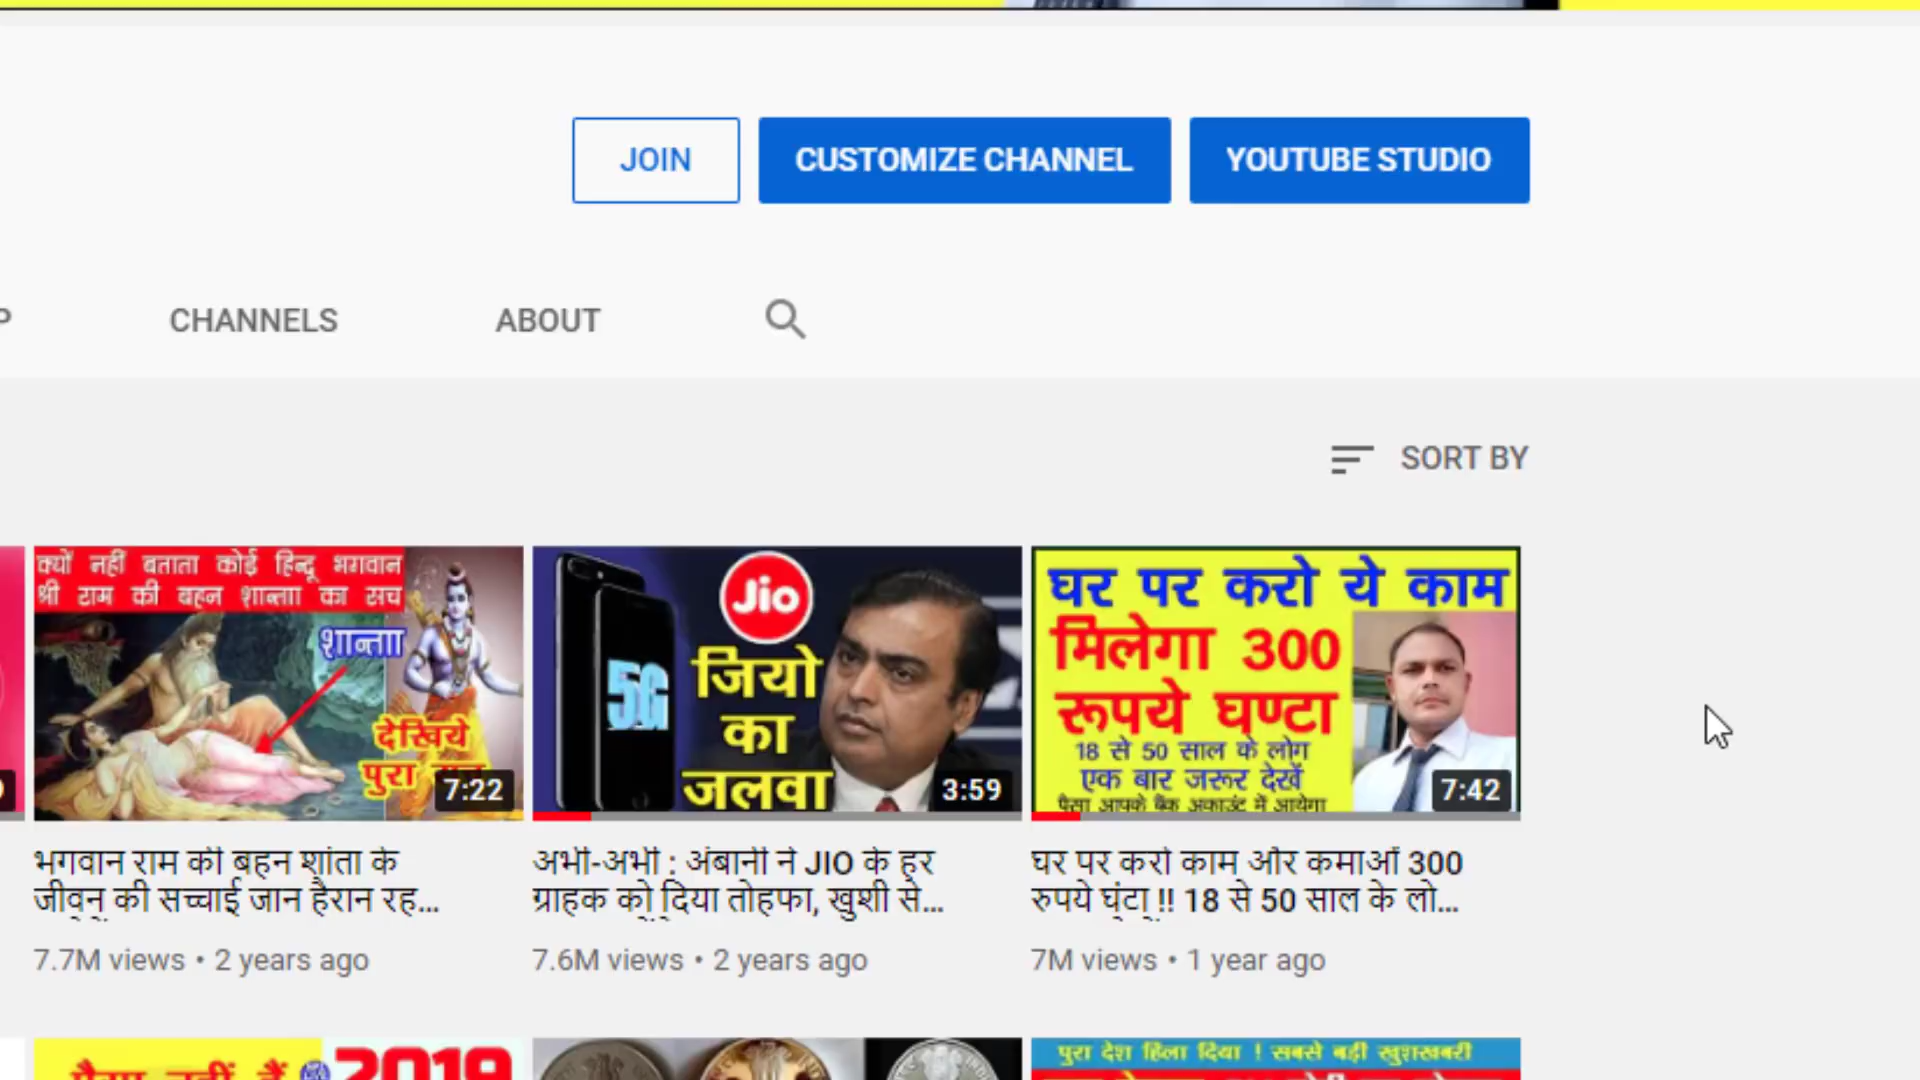 JOIN
CUSTOMIZE CHANNEL
YOUTUBE STUDIO
CHANNELS
ABOUT
SORT BY
क्यों नहीं बताता कोई हिन्दू भगवान
श्री राम की बहन शान्ताा का सच
शान्ताा
देखिये
पुरा
7:22
Jio
5G
जियो
का
जलवा
3:59
घर पर करो ये काम
मिलेगा 300
रूपये घण्टा
18 से 50 साल के लोग
एक बार जरूर देखें
पैसा आपके बैंक अकाउंट में आयेगा
7:42
भगवान राम की बहन शांता के
जीवन की सच्चाई जान हैरान रह...
7.7M views • 2 years ago
अभी-अभी : अंबानी ने JIO के हर
ग्राहक को दिया तोहफा, खुशी से...
7.6M views • 2 years ago
घर पर करो काम और कमाओं 300
रुपये घंटा !! 18 से 50 साल के लो...
7M views • 1 year ago
2019
पुरा देश हिला दिया ! सबसे बड़ी खुशखबरी